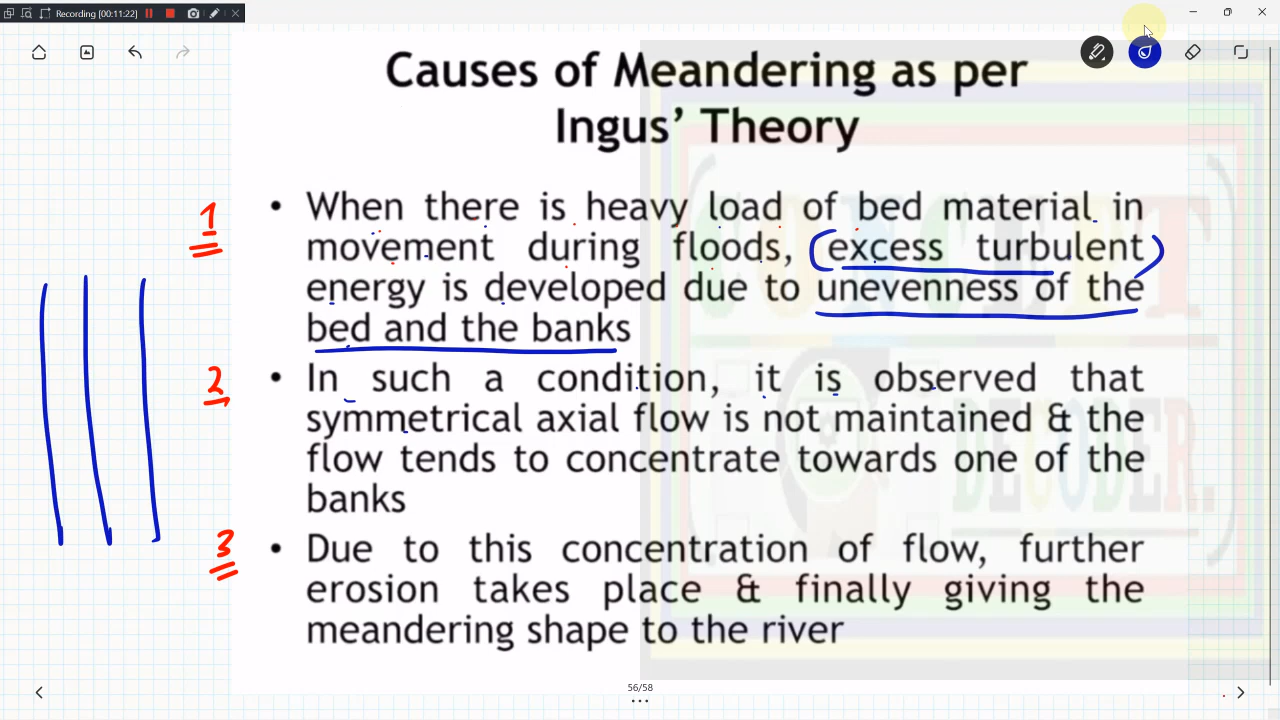 Recording [00:11:22]
Causes of Meandering as per
Ingus’ Theory
1
• When there is heavy load of bed material in
movement during floods, (excess turbulent)
energy is developed due to unevenness of the
bed and the banks
2
• In such a condition, it is observed that
symmetrical axial flow is not maintained & the
flow tends to concentrate towards one of the
banks
3
• Due to this concentration of flow, further
erosion takes place & finally giving the
meandering shape to the river
CONCEPT
DECODER.
56/58